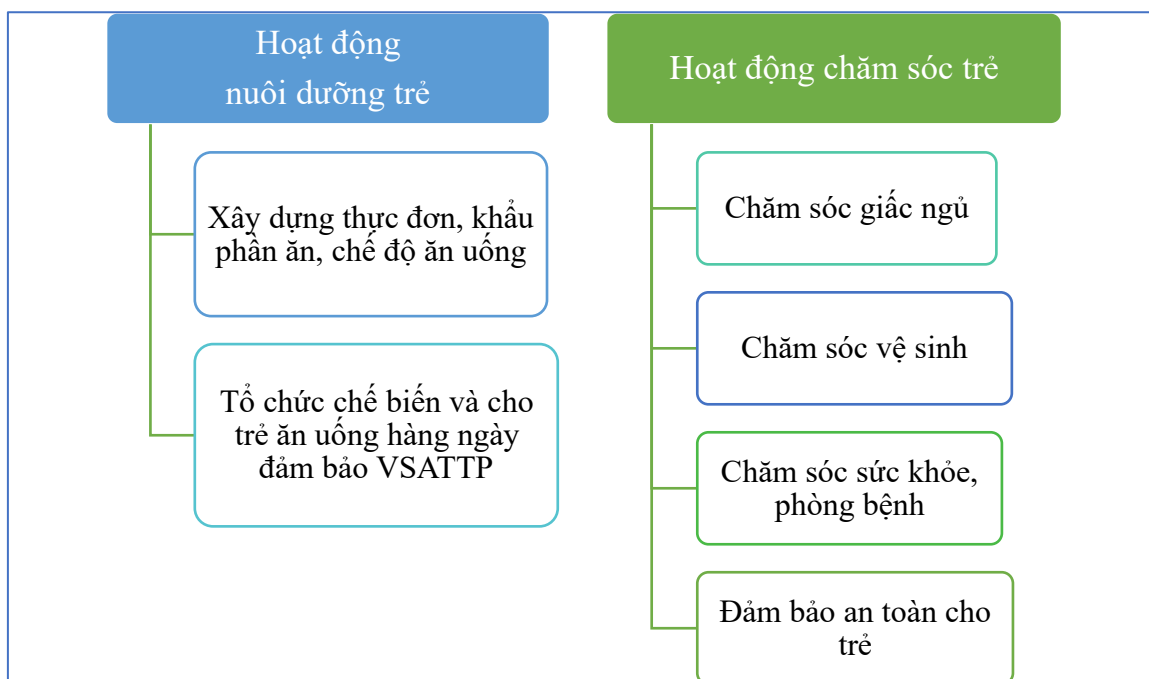 Hoạt động
nuôi dưỡng trẻ
Xây dựng thực đơn, khẩu
phần ăn, chế độ ăn uống
Tổ chức chế biến và cho
trẻ ăn uống hàng ngày
đảm bảo VSATTP
Hoạt động chăm sóc trẻ
Chăm sóc giấc ngủ
Chăm sóc vệ sinh
Chăm sóc sức khỏe,
phòng bệnh
Đảm bảo an toàn cho
trẻ